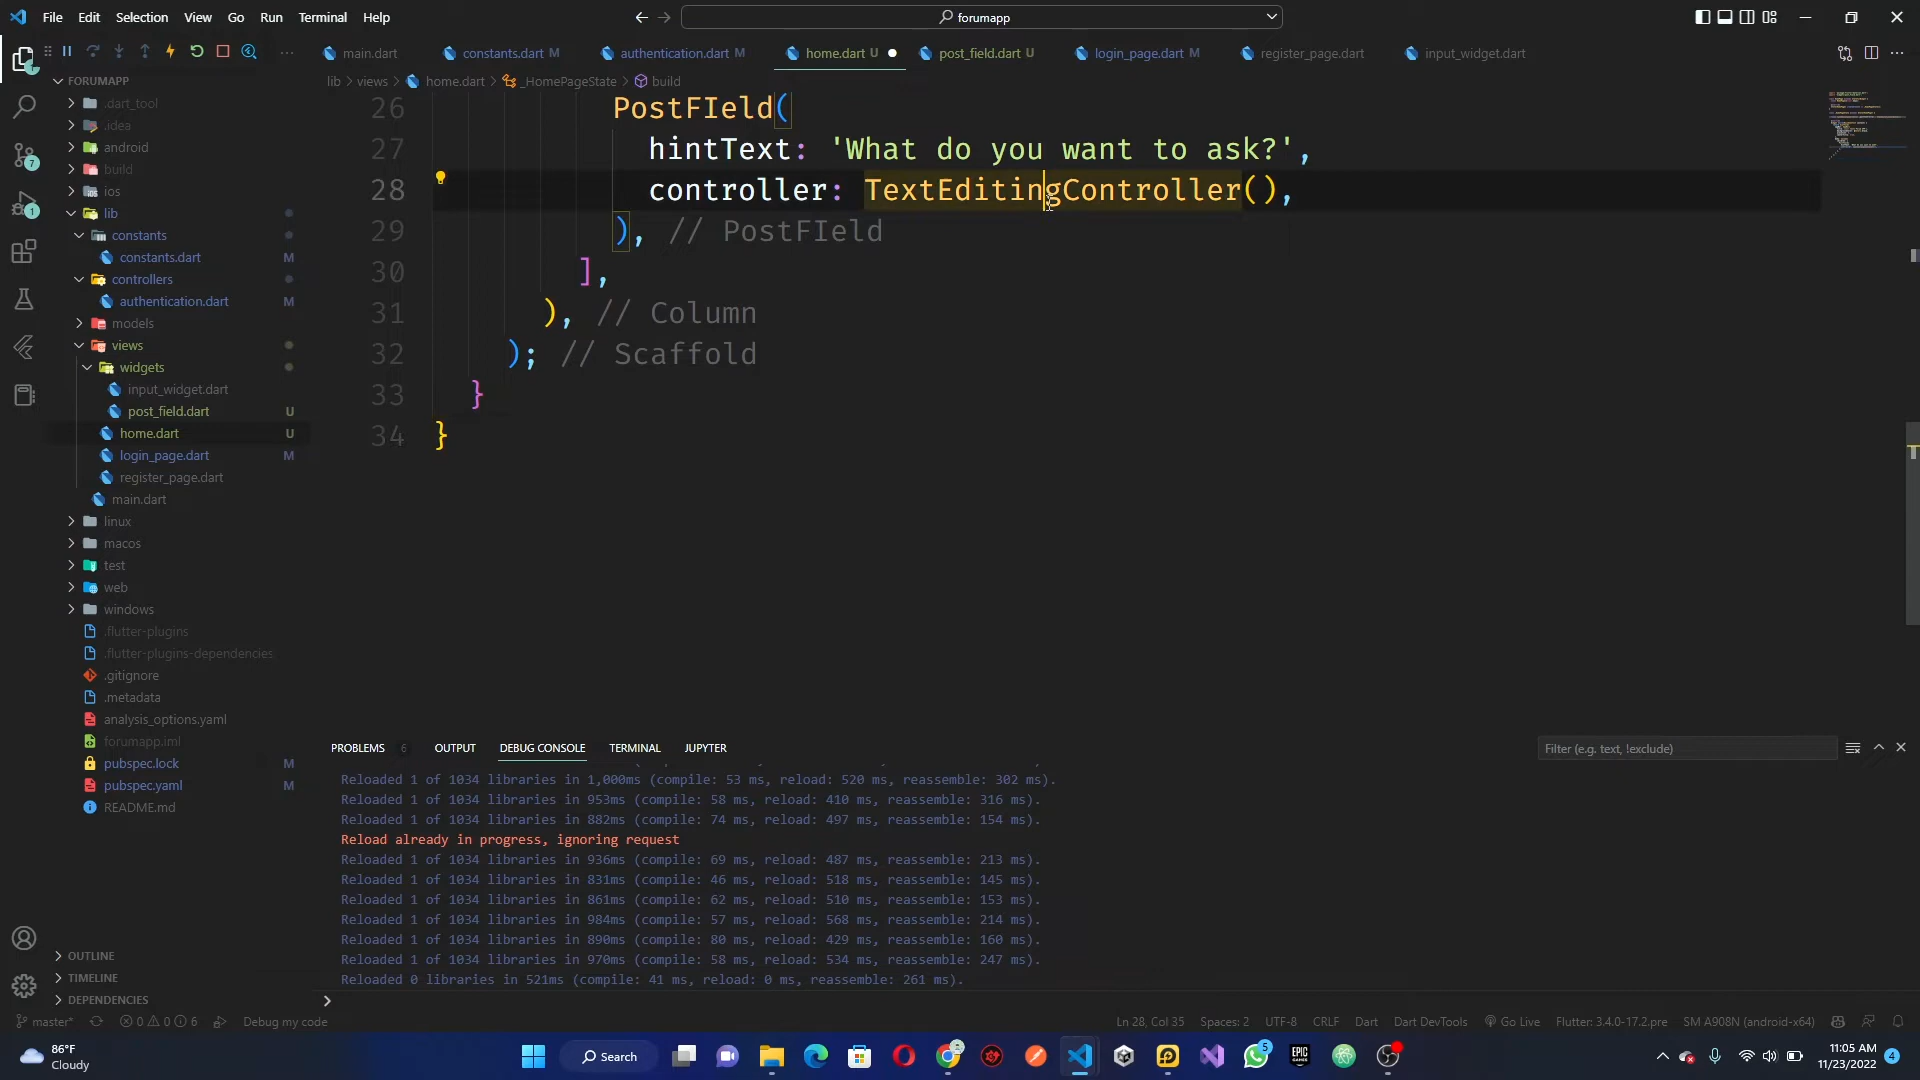 File Edit Selection View Go Run Terminal Help
forumapp
main.dart constants.dart M authentication.dart M home.dart U post_field.dart U login_page.dart M register_page.dart input_widget.dart
FORUMAPP
lib > views > home.dart > _HomePageState > build
.dart_tool
.idea
android
build
ios
lib
constants
constants.dart M
controllers
authentication.dart M
models
views
widgets
input_widget.dart
post_field.dart U
home.dart U
login_page.dart M
register_page.dart
main.dart
linux
macos
test
web
windows
.flutter-plugins
.flutter-plugins-dependencies
.gitignore
.metadata
analysis_options.yaml
forumapp.iml
pubspec.lock M
pubspec.yaml M
README.md
OUTLINE
TIMELINE
DEPENDENCIES
7
1
1
26 PostFIeld(
27 hintText: 'What do you want to ask?',
28 controller: TextEditingController(),
29 ), // PostFIeld
30 ],
31 ), // Column
32 ); // Scaffold
33 }
34 }
PROBLEMS 6 OUTPUT DEBUG CONSOLE TERMINAL JUPYTER
Filter (e.g. text, !exclude)
Reloaded 1 of 1034 libraries in 1,000ms (compile: 53 ms, reload: 520 ms, reassemble: 302 ms).
Reloaded 1 of 1034 libraries in 953ms (compile: 58 ms, reload: 410 ms, reassemble: 316 ms).
Reloaded 1 of 1034 libraries in 882ms (compile: 74 ms, reload: 497 ms, reassemble: 154 ms).
Reload already in progress, ignoring request
Reloaded 1 of 1034 libraries in 936ms (compile: 69 ms, reload: 487 ms, reassemble: 213 ms).
Reloaded 1 of 1034 libraries in 831ms (compile: 46 ms, reload: 518 ms, reassemble: 145 ms).
Reloaded 1 of 1034 libraries in 861ms (compile: 62 ms, reload: 510 ms, reassemble: 153 ms).
Reloaded 1 of 1034 libraries in 984ms (compile: 57 ms, reload: 568 ms, reassemble: 214 ms).
Reloaded 1 of 1034 libraries in 890ms (compile: 80 ms, reload: 429 ms, reassemble: 160 ms).
Reloaded 1 of 1034 libraries in 970ms (compile: 58 ms, reload: 534 ms, reassemble: 247 ms).
Reloaded 0 libraries in 521ms (compile: 41 ms, reload: 0 ms, reassemble: 261 ms).
master* 0 0 6 Debug my code Ln 28, Col 35 Spaces: 2 UTF-8 CRLF Dart Dart DevTools Go Live Flutter: 3.4.0-17.2.pre SM A908N (android-x64)
86°F
Cloudy
Search
5
EPIC GAMES
11:05 AM
11/23/2022
4